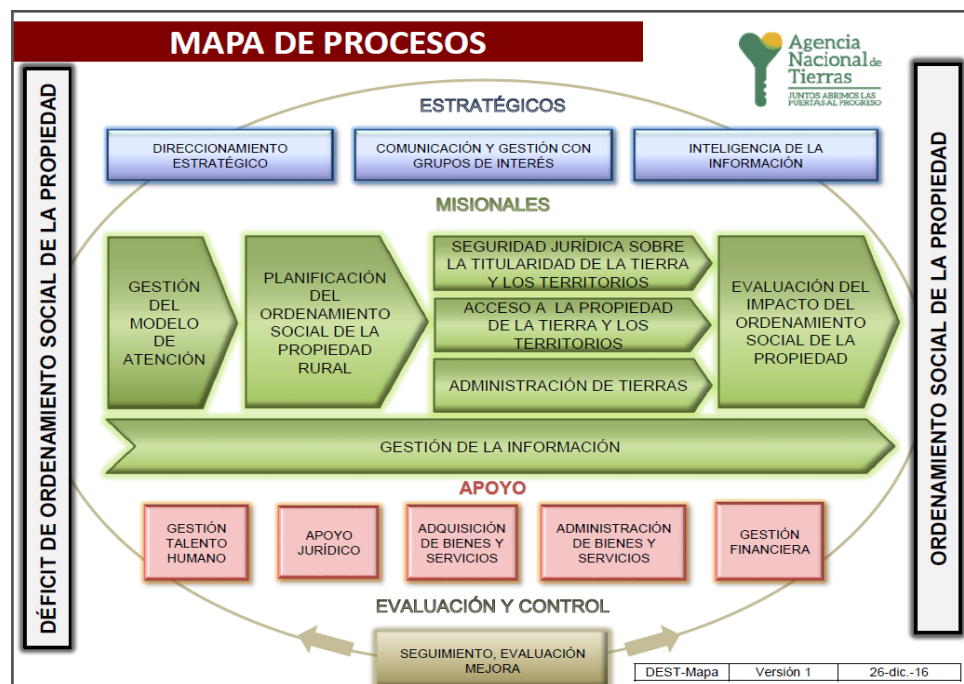 MAPA DE PROCESOS
Agencia
Nacional de
Tierras
JUNTOS ABRIMOS LAS
PUERTAS AL PROGRESO
DÉFICIT DE ORDENAMIENTO SOCIAL DE LA PROPIEDAD
ESTRATÉGICOS
DIRECCIONAMIENTO
ESTRATÉGICO
COMUNICACIÓN Y GESTIÓN CON
GRUPOS DE INTERÉS
INTELIGENCIA DE LA
INFORMACIÓN
MISIONALES
GESTIÓN
DEL
MODELO
DE
ATENCIÓN
PLANIFICACIÓN
DEL
ORDENAMIENTO
SOCIAL DE LA
PROPIEDAD
RURAL
SEGURIDAD JURÍDICA SOBRE
LA TITULARIDAD DE LA TIERRA
Y LOS TERRITORIOS
ACCESO A LA PROPIEDAD
DE LA TIERRA Y LOS
TERRITORIOS
ADMINISTRACIÓN DE TIERRAS
EVALUACIÓN DEL
IMPACTO DEL
ORDENAMIENTO
SOCIAL DE LA
PROPIEDAD
GESTIÓN DE LA INFORMACIÓN
APOYO
GESTIÓN
TALENTO
HUMANO
APOYO
JURÍDICO
ADQUISICIÓN
DE BIENES Y
SERVICIOS
ADMINISTRACIÓN
DE BIENES Y
SERVICIOS
GESTIÓN
FINANCIERA
EVALUACIÓN Y CONTROL
SEGUIMIENTO, EVALUACIÓN
MEJORA
ORDENAMIENTO SOCIAL DE LA PROPIEDAD
DEST-Mapa Versión 1 26-dic.-16